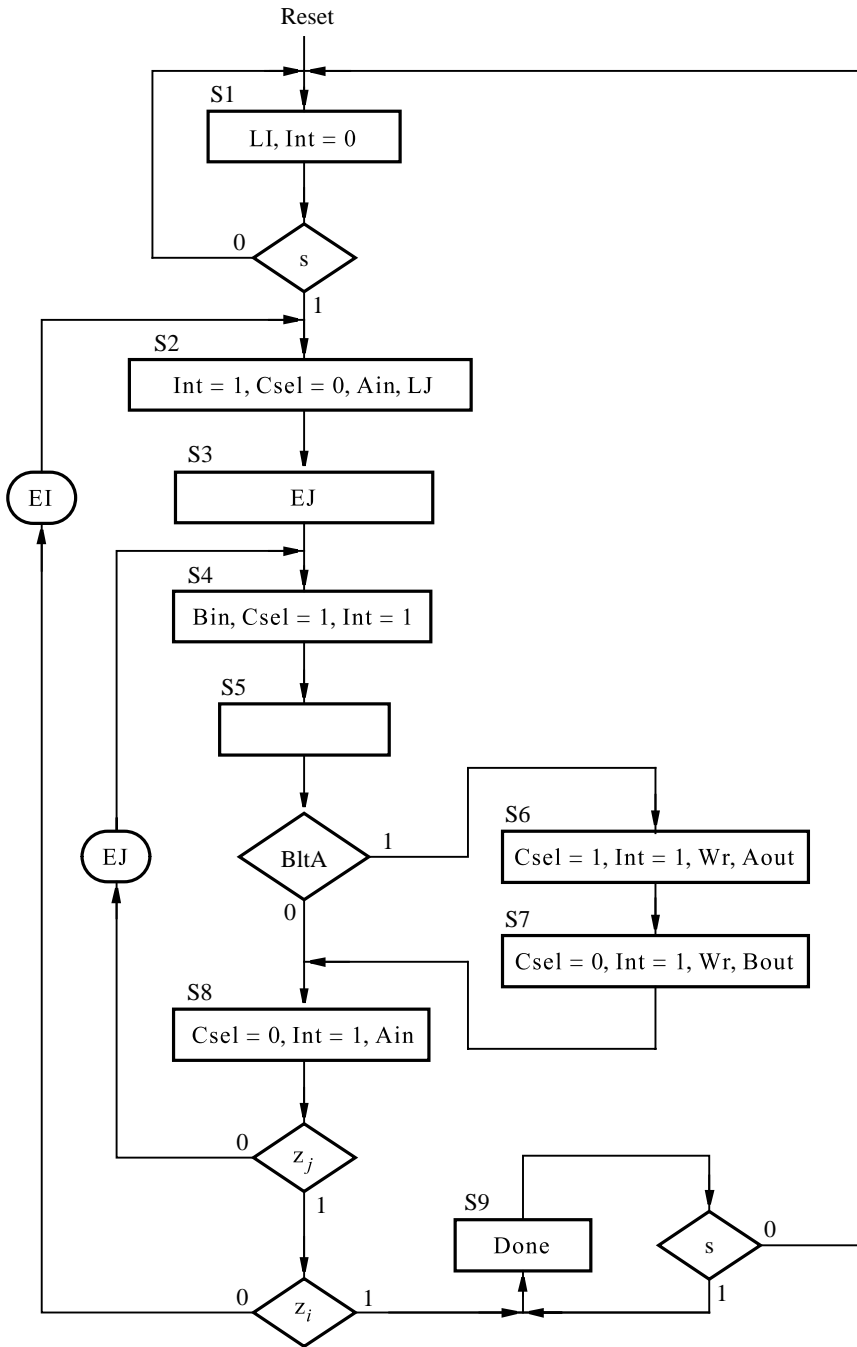 Reset
S1
LI, Int = 0
0
s
1
S2
Int = 1, Csel = 0, Ain, LJ
S3
EI
EJ
S4
Bin, Csel = 1, Int = 1
S5
S6
EJ
BltA
1
Csel = 1, Int = 1, Wr, Aout
0
S7
Csel = 0, Int = 1, Wr, Bout
S8
Csel = 0, Int = 1, Ain
0
zj
1
S9
Done
s
0
1
0
zi
1